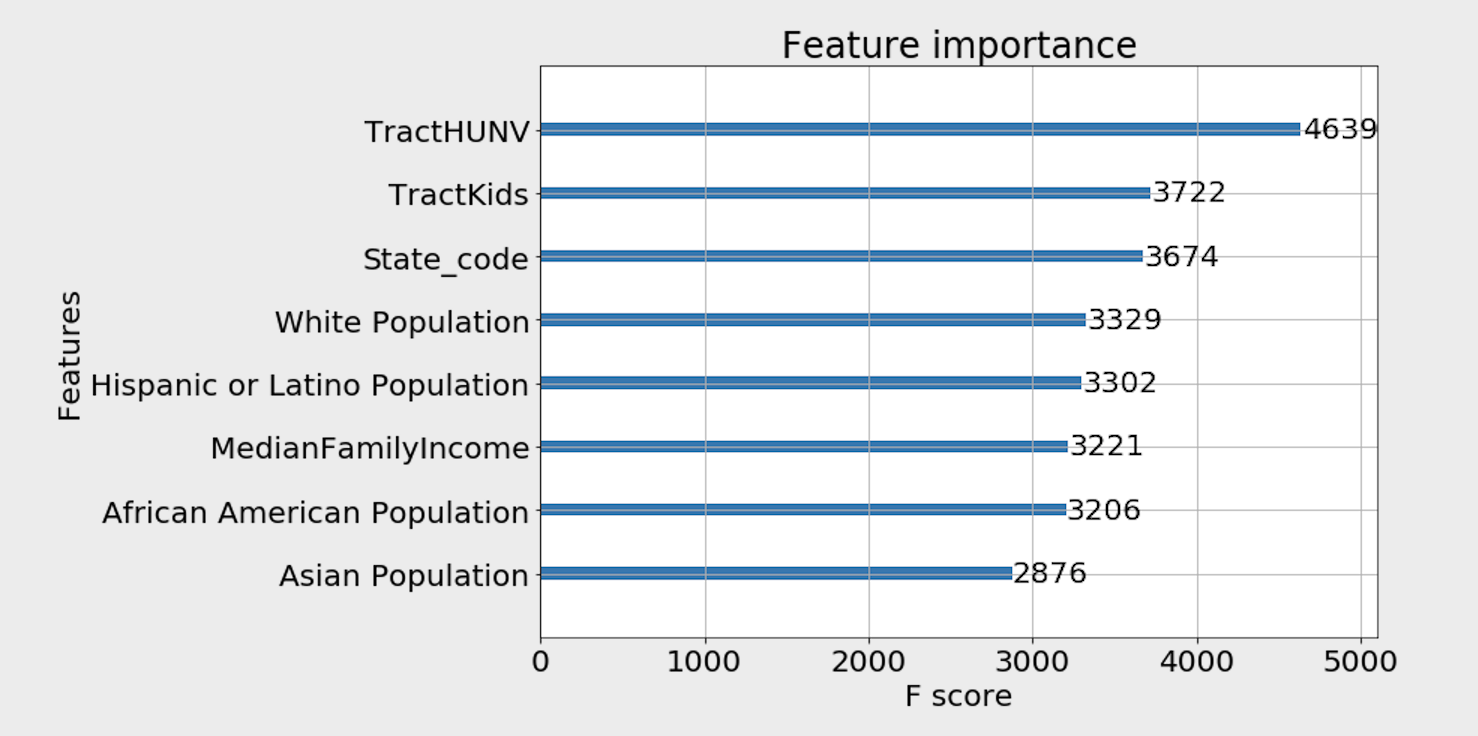 Feature importance
TractHUNV 4639
TractKids 3722
State_code 3674
White Population 3329
Features
Hispanic or Latino Population 3302
MedianFamilyIncome 3221
African American Population 3206
Asian Population 2876
0 1000 2000 3000 4000 5000
F score